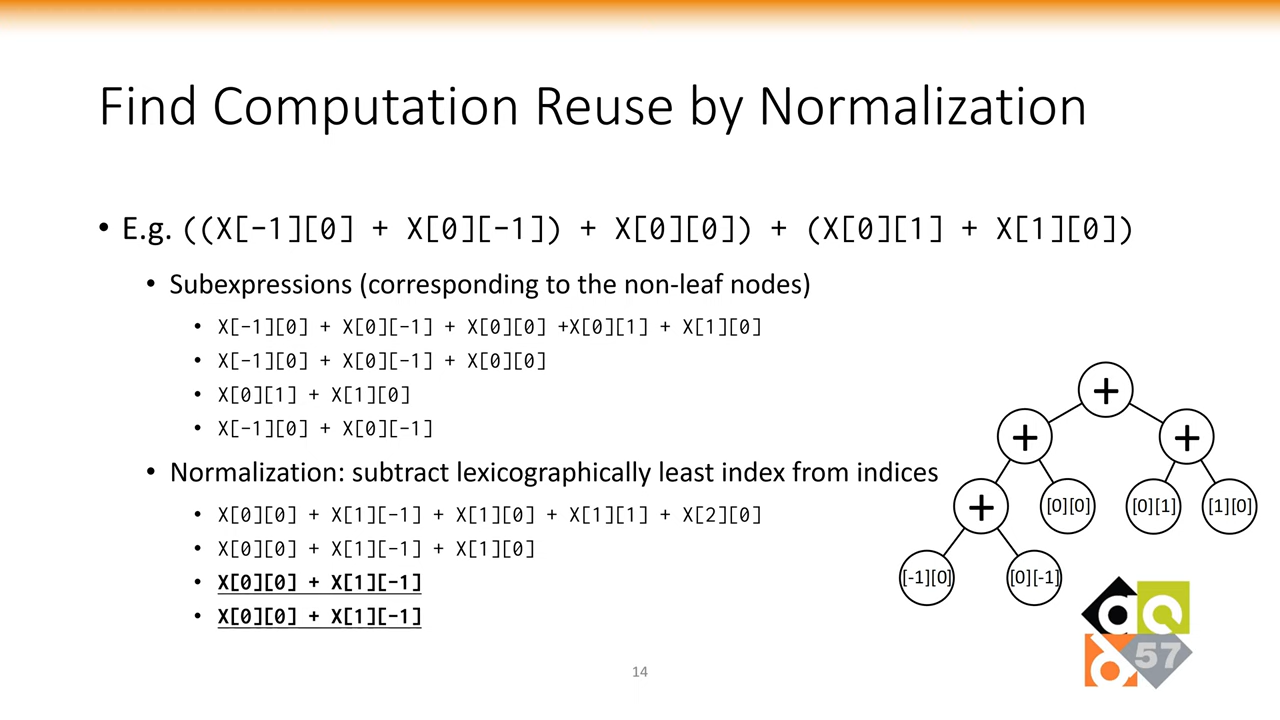 Find Computation Reuse by Normalization
• E.g. ((X[-1][0] + X[0][-1]) + X[0][0]) + (X[0][1] + X[1][0])
• Subexpressions (corresponding to the non-leaf nodes)
• X[-1][0] + X[0][-1] + X[0][0] +X[0][1] + X[1][0]
• X[-1][0] + X[0][-1] + X[0][0]
• X[0][1] + X[1][0]
• X[-1][0] + X[0][-1]
• Normalization: subtract lexicographically least index from indices
• X[0][0] + X[1][-1] + X[1][0] + X[1][1] + X[2][0]
• X[0][0] + X[1][-1] + X[1][0]
• X[0][0] + X[1][-1]
• X[0][0] + X[1][-1]
+
+ +
+ [0][0] [0][1] [1][0]
[-1][0] [0][-1]
57
14